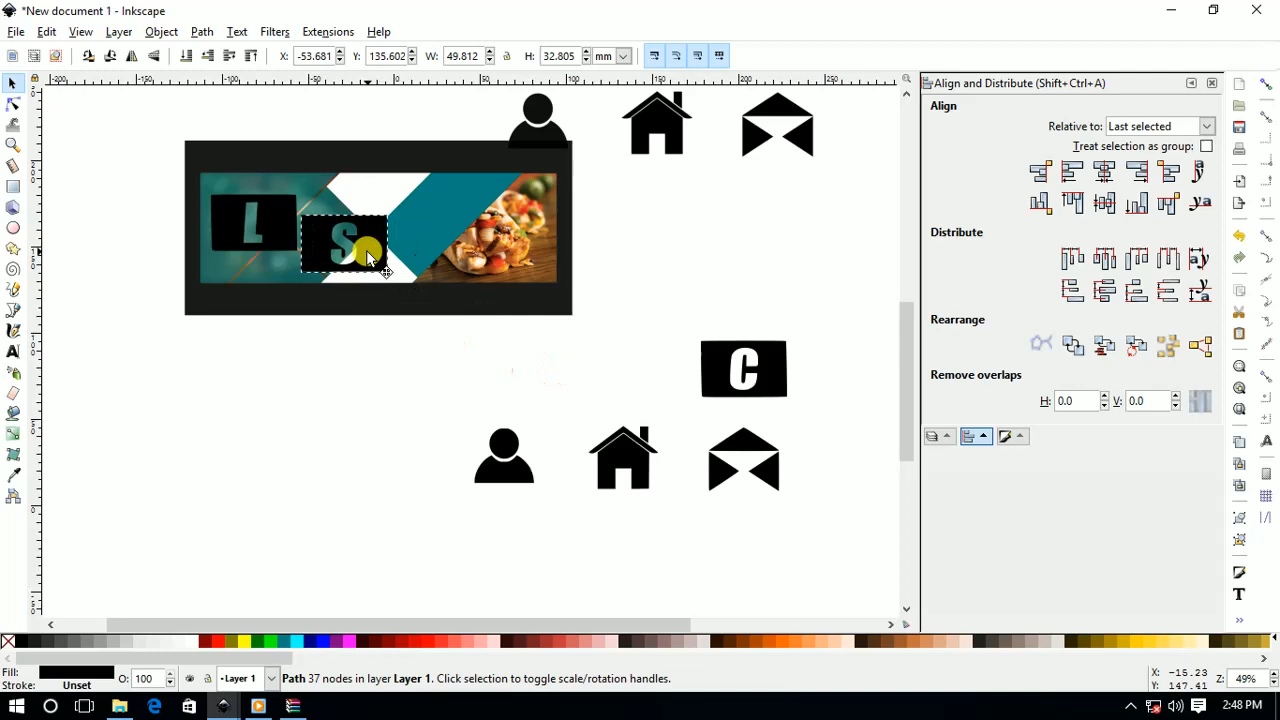 *New document 1 - Inkscape
File Edit View Layer Object Path Text Filters Extensions Help
X: -53.681 Y: 135.602 W: 49.812 H: 32.805 mm
Align and Distribute (Shift+Ctrl+A)
Align
Relative to: Last selected
Treat selection as group:
Distribute
Rearrange
Remove overlaps
H: 0.0 V: 0.0
L
S
C
Fill:
Stroke: Unset
O: 100
Layer 1
Path 37 nodes in layer Layer 1. Click selection to toggle scale/rotation handles.
X: -15.23
Y: 147.41
Z: 49%
2:48 PM